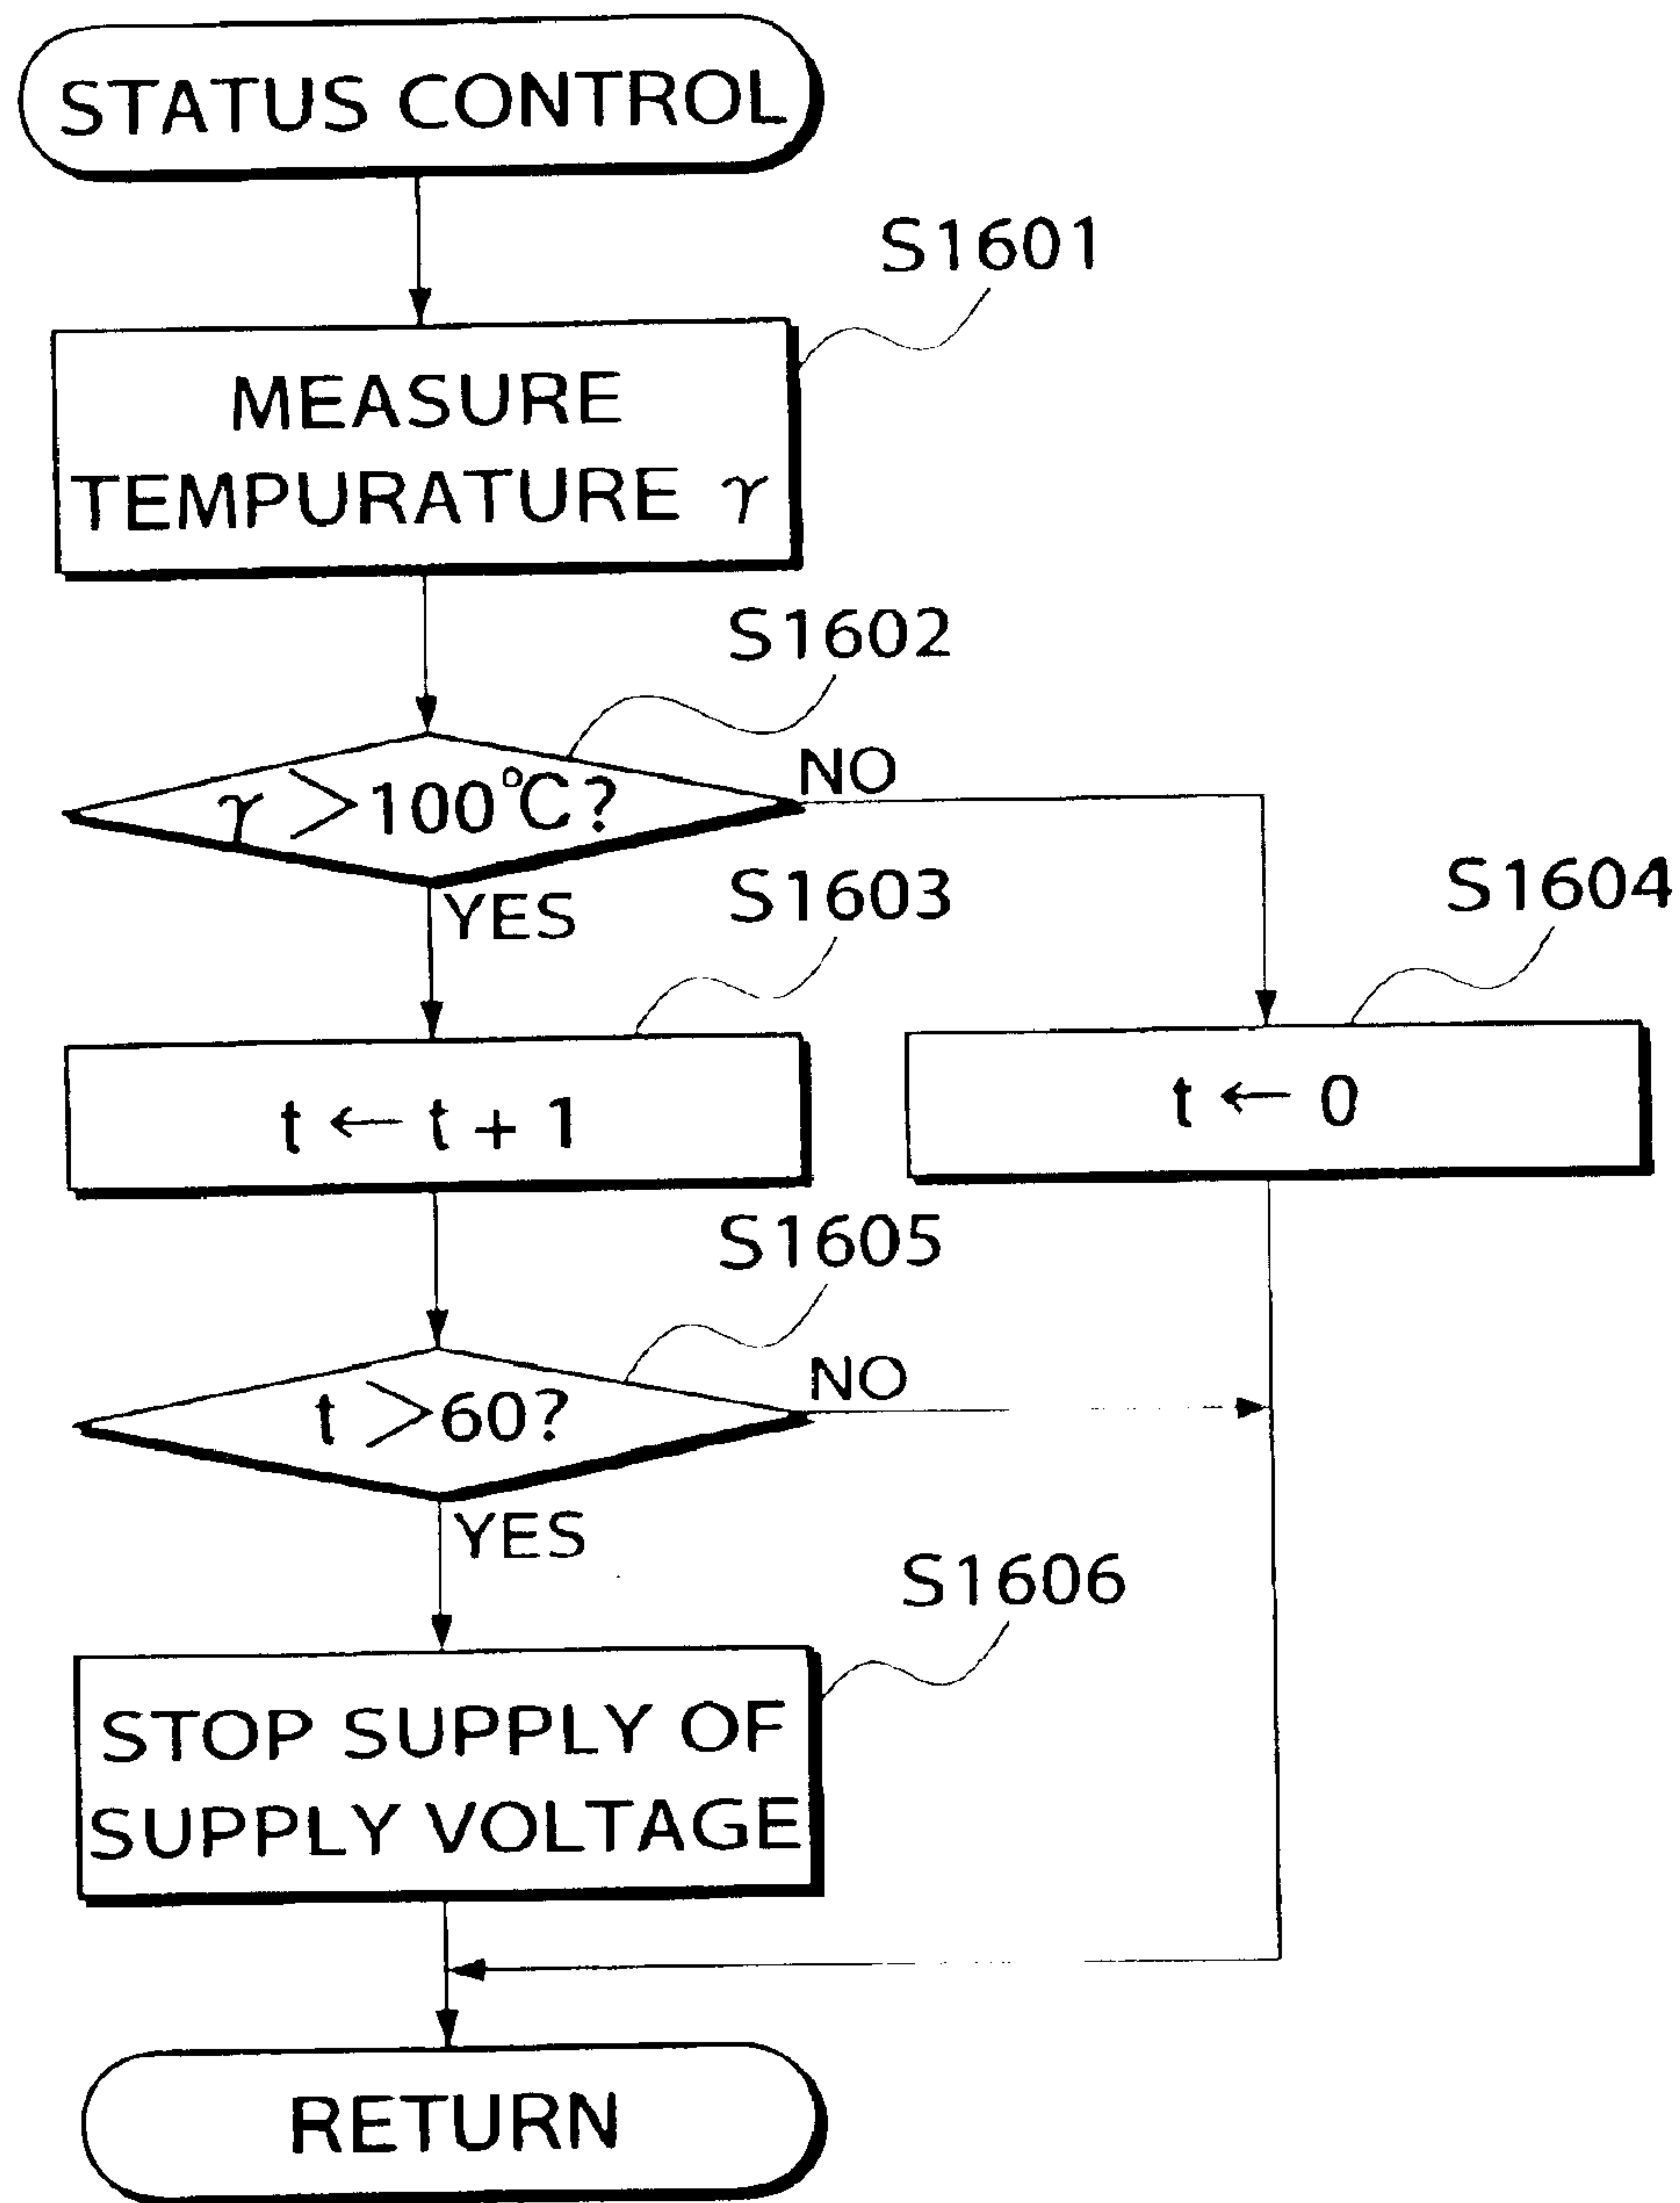 STATUS CONTROL
S1601
MEASURE
TEMPURATURE γ
S1602
γ >100°C?
NO
YES
S1603
S1604
t ← t + 1
t ← 0
S1605
t >60?
NO
YES
S1606
STOP SUPPLY OF
SUPPLY VOLTAGE
RETURN